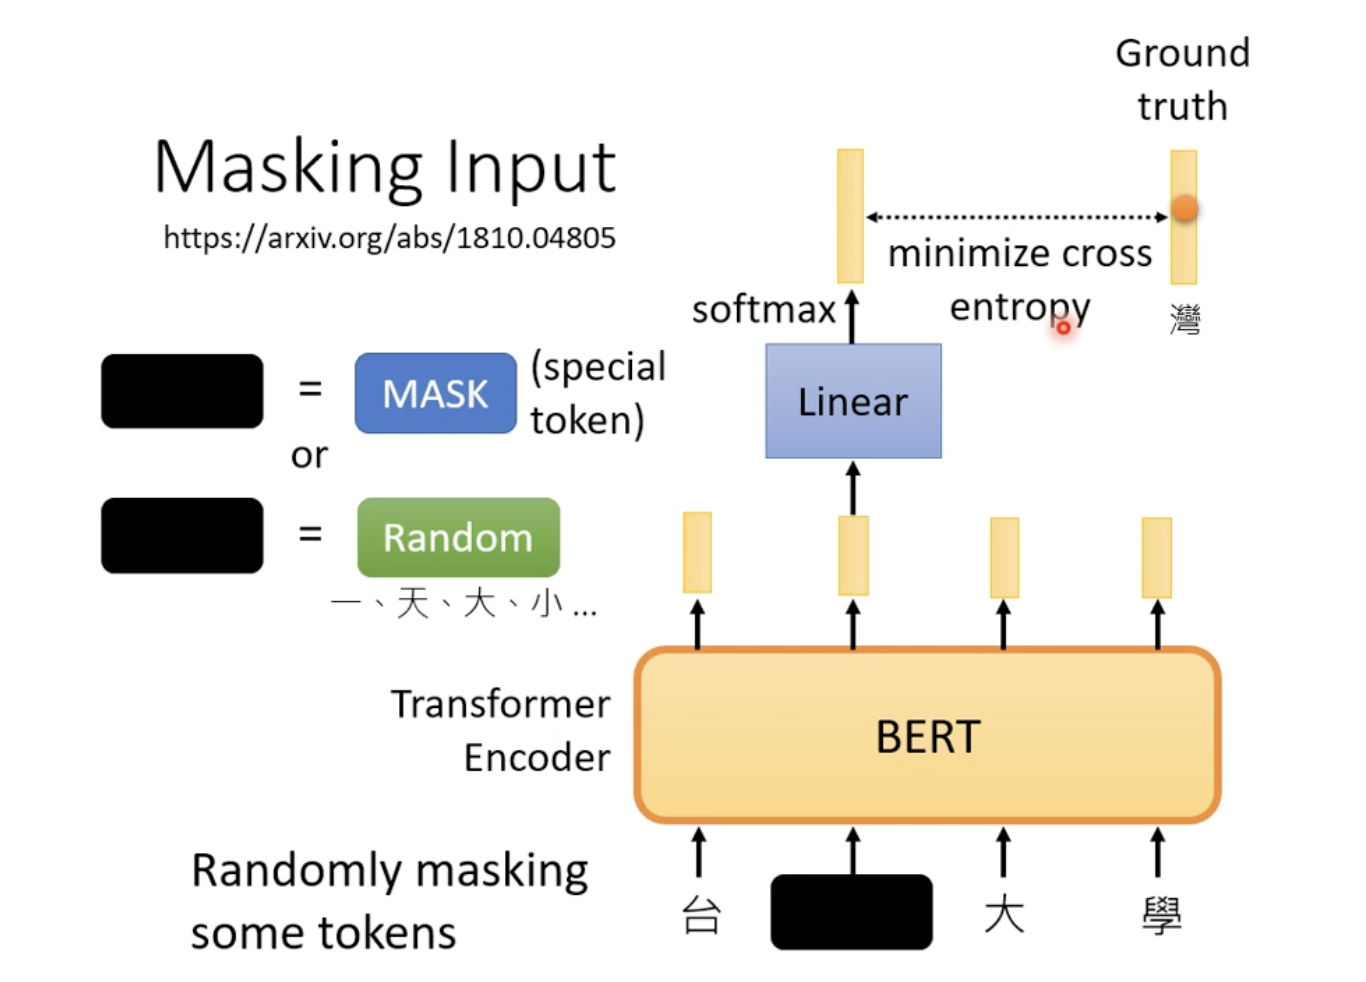 Ground
truth
Masking Input
https://arxiv.org/abs/1810.04805
minimize cross
entropy
softmax
灣
MASK
(special
token)
=
Linear
or
=
Random
一、天、大、小 ...
Transformer
Encoder
BERT
Randomly masking
some tokens
台 大 學